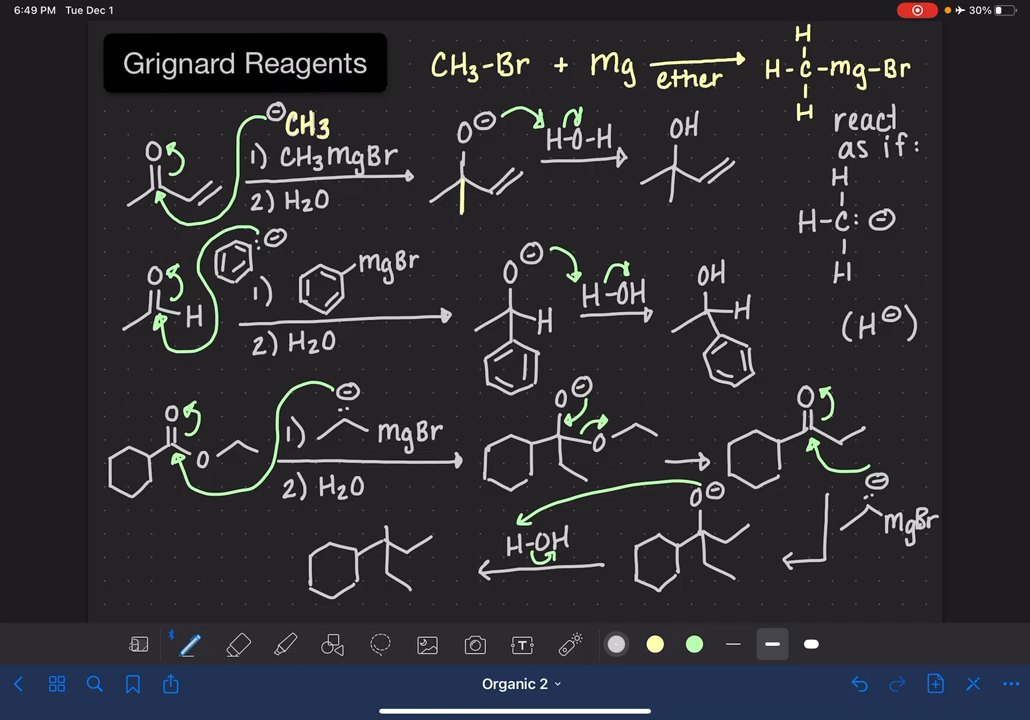 6:49 PM Tue Dec 1
30%
Grignard Reagents
CH3-Br + Mg ether H-C-Mg-Br
H
H
⊖
CH3
1) CH3MgBr
2) H2O
O
O ⊖
H-O-H
OH
react
as if:
H
H-C: ⊖
H
(H⊖)
O
H
⊖
1)
MgBr
2) H2O
O ⊖
H
H-OH
OH
H
O
O
⊖
1)
MgBr
2) H2O
O ⊖
O
O
⊖
MgBr
O ⊖
H-OH
T
Organic 2